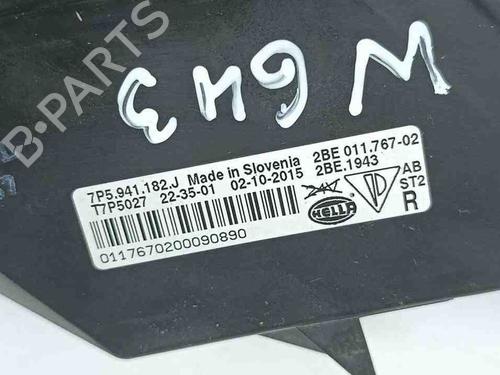 EH9M
B-PARTS
7P5.941.182.J Made in Slovenia 2BE 011.767-02
T7P5027 22-35-01 02-10-2015 2BE.1943
HELLA
AB
ST2
R
0117670200090890